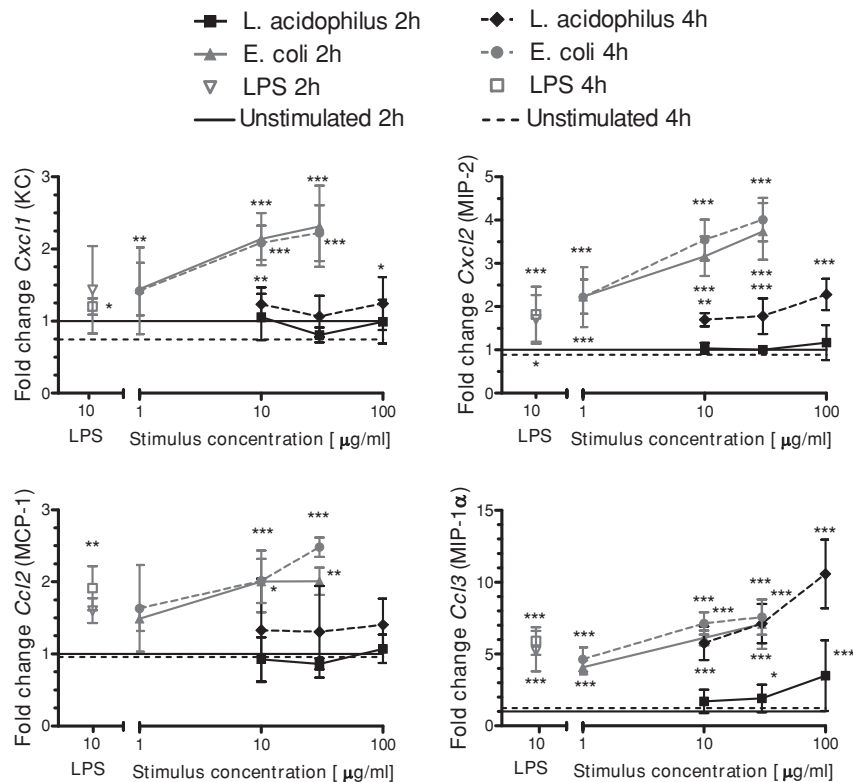 L. acidophilus 2h
E. coli 2h
LPS 2h
Unstimulated 2h
L. acidophilus 4h
E. coli 4h
LPS 4h
Unstimulated 4h
Fold change Cxcl1 (KC)
3
2
1
0
** *** *** *** *** ** * *
10 1 10 100
LPS Stimulus concentration [ μg/ml]
Fold change Cxcl2 (MIP-2)
5
4
3
2
1
0
*** *** *** *** *** ** *** *** *** *** *
10 1 10 100
LPS Stimulus concentration [ μg/ml]
Fold change Ccl2 (MCP-1)
3
2
1
0
** *** *** ** *
10 1 10 100
LPS Stimulus concentration [ μg/ml]
Fold change Ccl3 (MIP-1α)
15
10
5
0
*** *** *** *** *** *** *** *** *** *** *** * ***
10 1 10 100
LPS Stimulus concentration [ μg/ml]